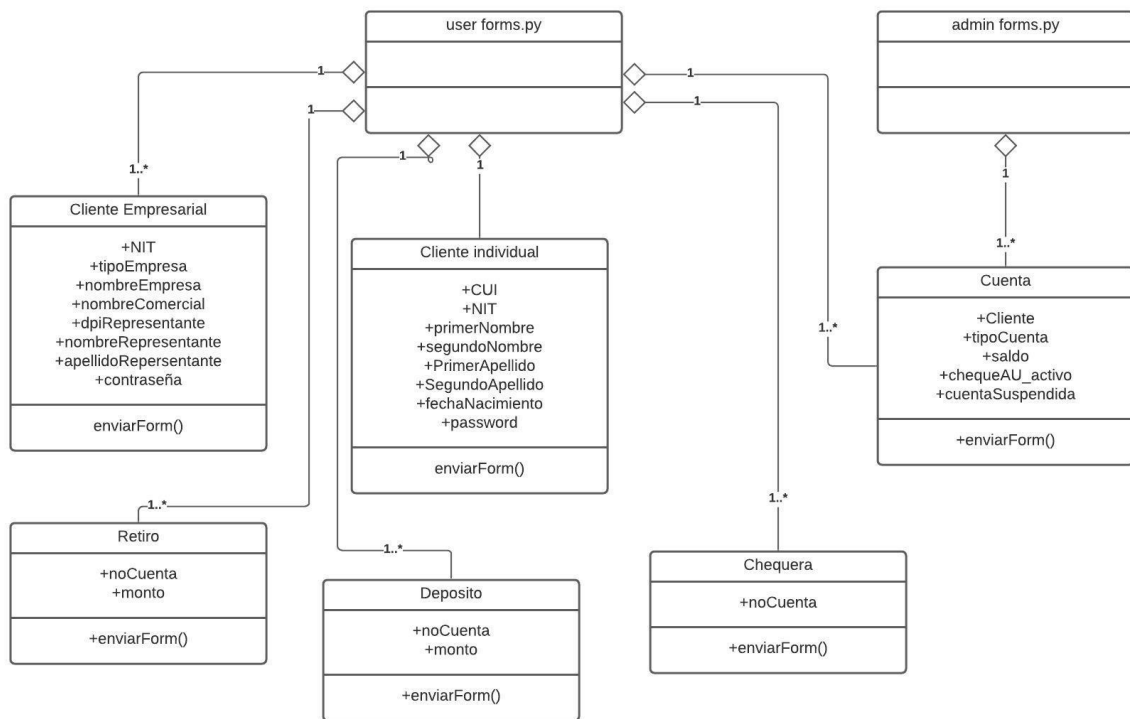 user forms.py
admin forms.py
1
1
1
1
1
1
1
1..*
Cliente Empresarial
+NIT
+tipoEmpresa
+nombreEmpresa
+nombreComercial
+dpiRepresentante
+nombreRepresentante
+apellidoRepersentante
+contraseña
enviarForm()
Cliente individual
+CUI
+NIT
+primerNombre
+segundoNombre
+PrimerApellido
+SegundoApellido
+fechaNacimiento
+password
enviarForm()
1..*
1..*
Cuenta
+Cliente
+tipoCuenta
+saldo
+chequeAU_activo
+cuentaSuspendida
+enviarForm()
1..*
Retiro
+noCuenta
+monto
+enviarForm()
1..*
Deposito
+noCuenta
+monto
+enviarForm()
1..*
Chequera
+noCuenta
+enviarForm()